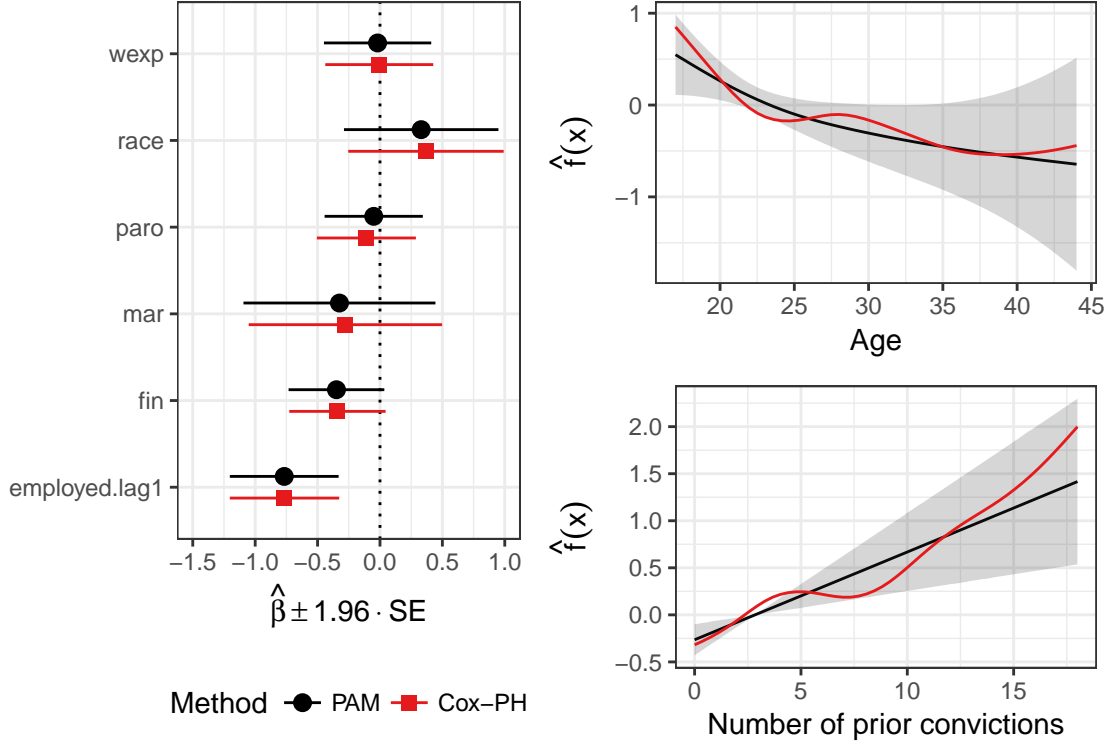 wexp
race
paro
mar
fin
employed.lag1
−1.5 −1.0 −0.5 0.0 0.5 1.0
β̂ ± 1.96 · SE
Method PAM Cox−PH
1
0
−1
f̂(x)
20 25 30 35 40 45
Age
2.0
1.5
1.0
0.5
0.0
−0.5
f̂(x)
0 5 10 15
Number of prior convictions